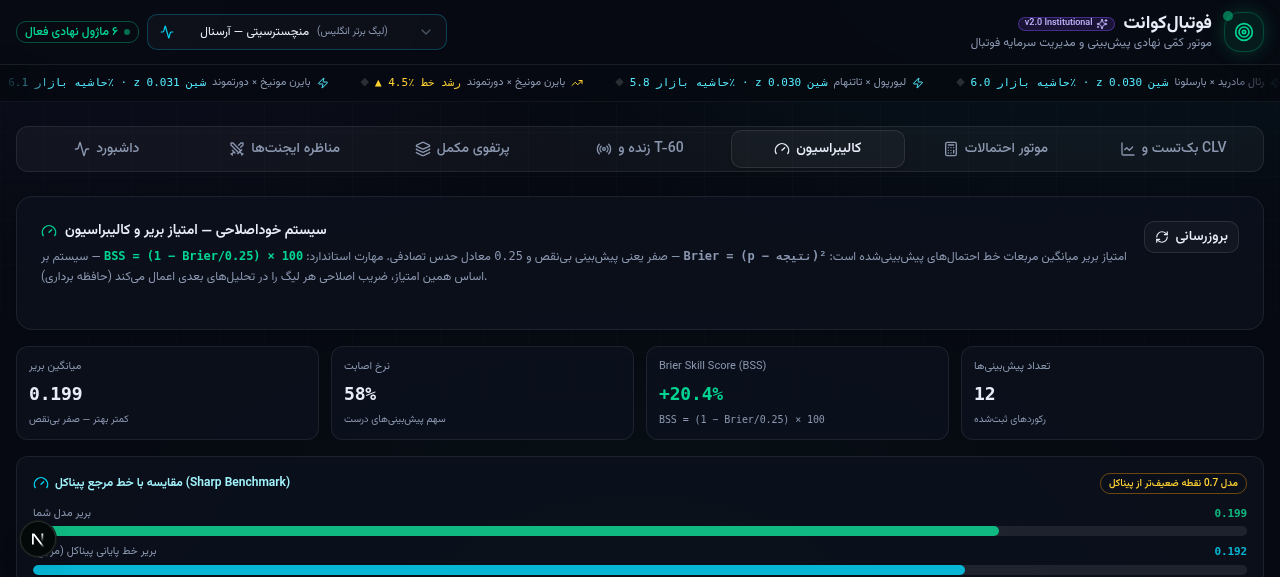 فوتبال‌کوانت
v2.0 Institutional
موتور کمّی نهادی پیش‌بینی و مدیریت سرمایه فوتبال
منچسترسیتی — آرسنال (لیگ برتر انگلیس)
۶ ماژول نهادی فعال
رئال مادرید × بارسلونا شین z 0.030 · حاشیه بازار 6.0٪
لیورپول × تاتنهام شین z 0.030 · حاشیه بازار 5.8٪
بایرن مونیخ × دورتموند رشد خط 4.5٪ ▲
بایرن مونیخ × دورتموند شین z 0.031 · حاشیه بازار 6.1
بک‌تست و CLV
موتور احتمالات
کالیبراسیون
زنده و T-60
پرتفوی مکمل
مناظره ایجنت‌ها
داشبورد
سیستم خوداصلاحی — امتیاز بریر و کالیبراسیون
بروزرسانی
امتیاز بریر میانگین مربعات خط احتمال‌های پیش‌بینی‌شده است: Brier = (p − نتیجه)² — صفر یعنی پیش‌بینی بی‌نقص و 0.25 معادل حدس تصادفی. مهارت استاندارد: BSS = (1 − Brier/0.25) × 100 — سیستم بر
اساس همین امتیاز، ضریب اصلاحی هر لیگ را در تحلیل‌های بعدی اعمال می‌کند (حافظه برداری).
تعداد پیش‌بینی‌ها
12
رکوردهای ثبت‌شده
Brier Skill Score (BSS)
+20.4%
BSS = (1 − Brier/0.25) × 100
نرخ اصابت
58%
سهم پیش‌بینی‌های درست
میانگین بریر
0.199
کمتر بهتر — صفر بی‌نقص
مقایسه با خط مرجع پیناکل (Sharp Benchmark)
مدل 0.7 نقطه ضعیف‌تر از پیناکل
بریر مدل شما
0.199
بریر خط پایانی پیناکل
0.192
N